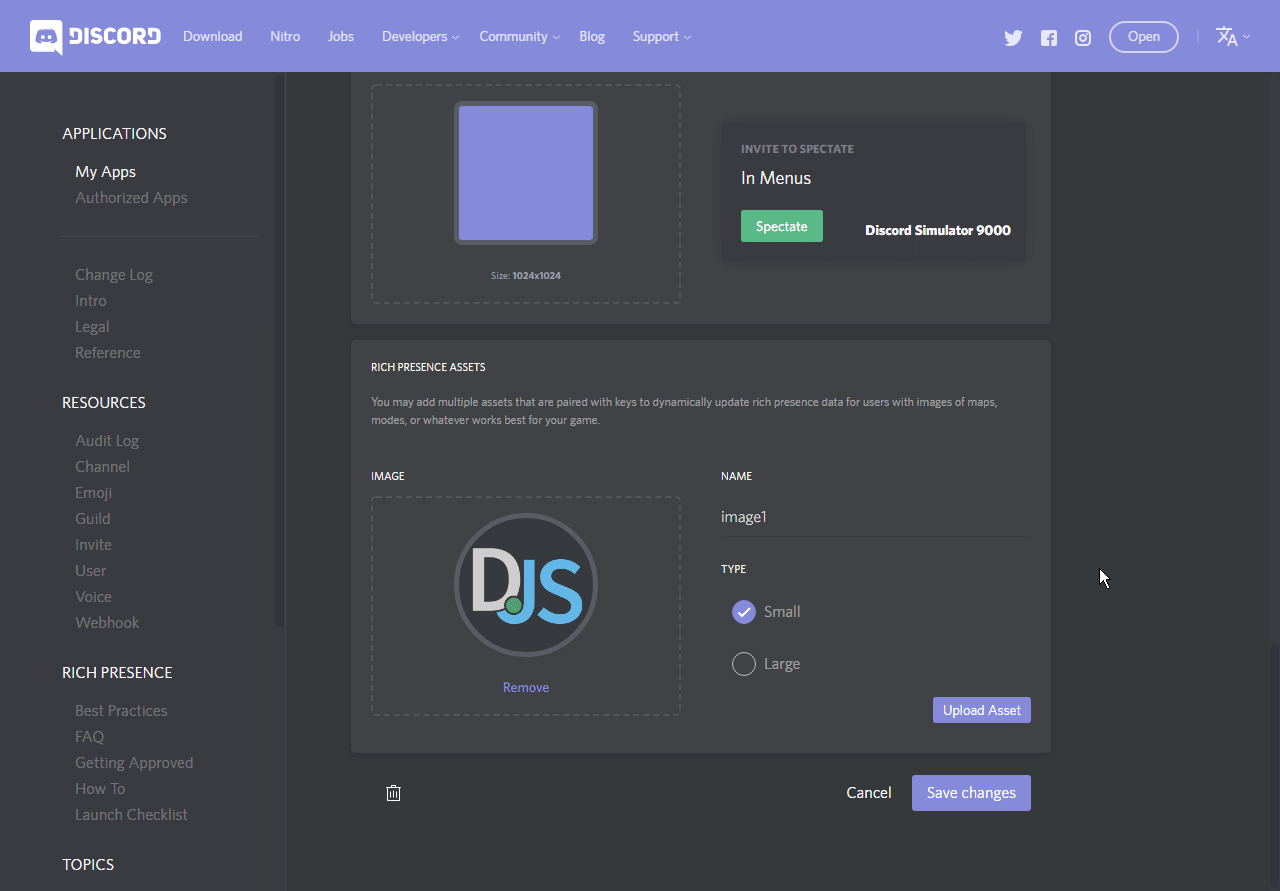 DISCORD Download Nitro Jobs Developers Community Blog Support Open
APPLICATIONS
My Apps
Authorized Apps
Change Log
Intro
Legal
Reference
RESOURCES
Audit Log
Channel
Emoji
Guild
Invite
User
Voice
Webhook
RICH PRESENCE
Best Practices
FAQ
Getting Approved
How To
Launch Checklist
TOPICS
Size: 1024x1024
INVITE TO SPECTATE
In Menus
Spectate
Discord Simulator 9000
RICH PRESENCE ASSETS
You may add multiple assets that are paired with keys to dynamically update rich presence data for users with images of maps,
modes, or whatever works best for your game.
IMAGE
DJS
Remove
NAME
image1
TYPE
Small
Large
Upload Asset
Cancel
Save changes